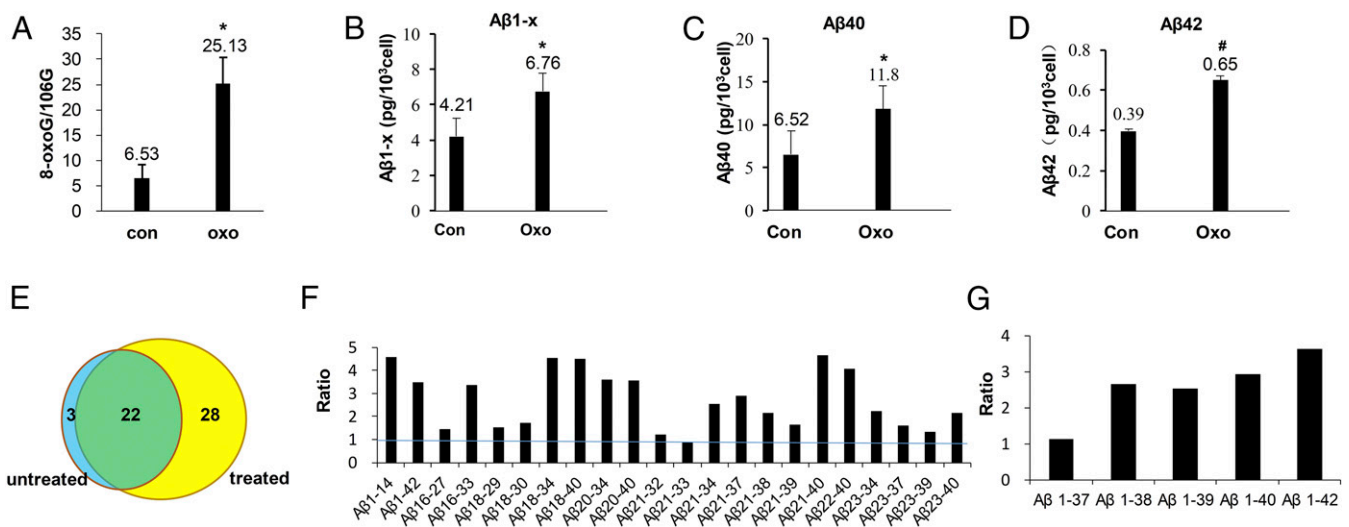 A
8-oxoG/106G
35
30
25
20
15
10
5
0
*
25.13
6.53
con
oxo
B
Aβ1-x
Aβ1-x (pg/10³cell)
10
8
6
4
2
0
*
6.76
4.21
Con
Oxo
C
Aβ40
Aβ40 (pg/10³cell)
20
15
10
5
0
*
11.8
6.52
Con
Oxo
D
Aβ42
Aβ42（pg/10³cell）
0.8
0.6
0.4
0.2
0
#
0.65
0.39
Con
Oxo
E
3
22
28
untreated
treated
F
Ratio
5
4
3
2
1
0
Aβ1-14
Aβ1-42
Aβ16-27
Aβ16-33
Aβ18-29
Aβ18-30
Aβ18-34
Aβ18-40
Aβ20-34
Aβ20-40
Aβ21-32
Aβ21-33
Aβ21-34
Aβ21-37
Aβ21-38
Aβ21-39
Aβ21-40
Aβ22-40
Aβ23-34
Aβ23-37
Aβ23-39
Aβ23-40
G
Ratio
4
3
2
1
0
Aβ 1-37
Aβ 1-38
Aβ 1-39
Aβ 1-40
Aβ 1-42